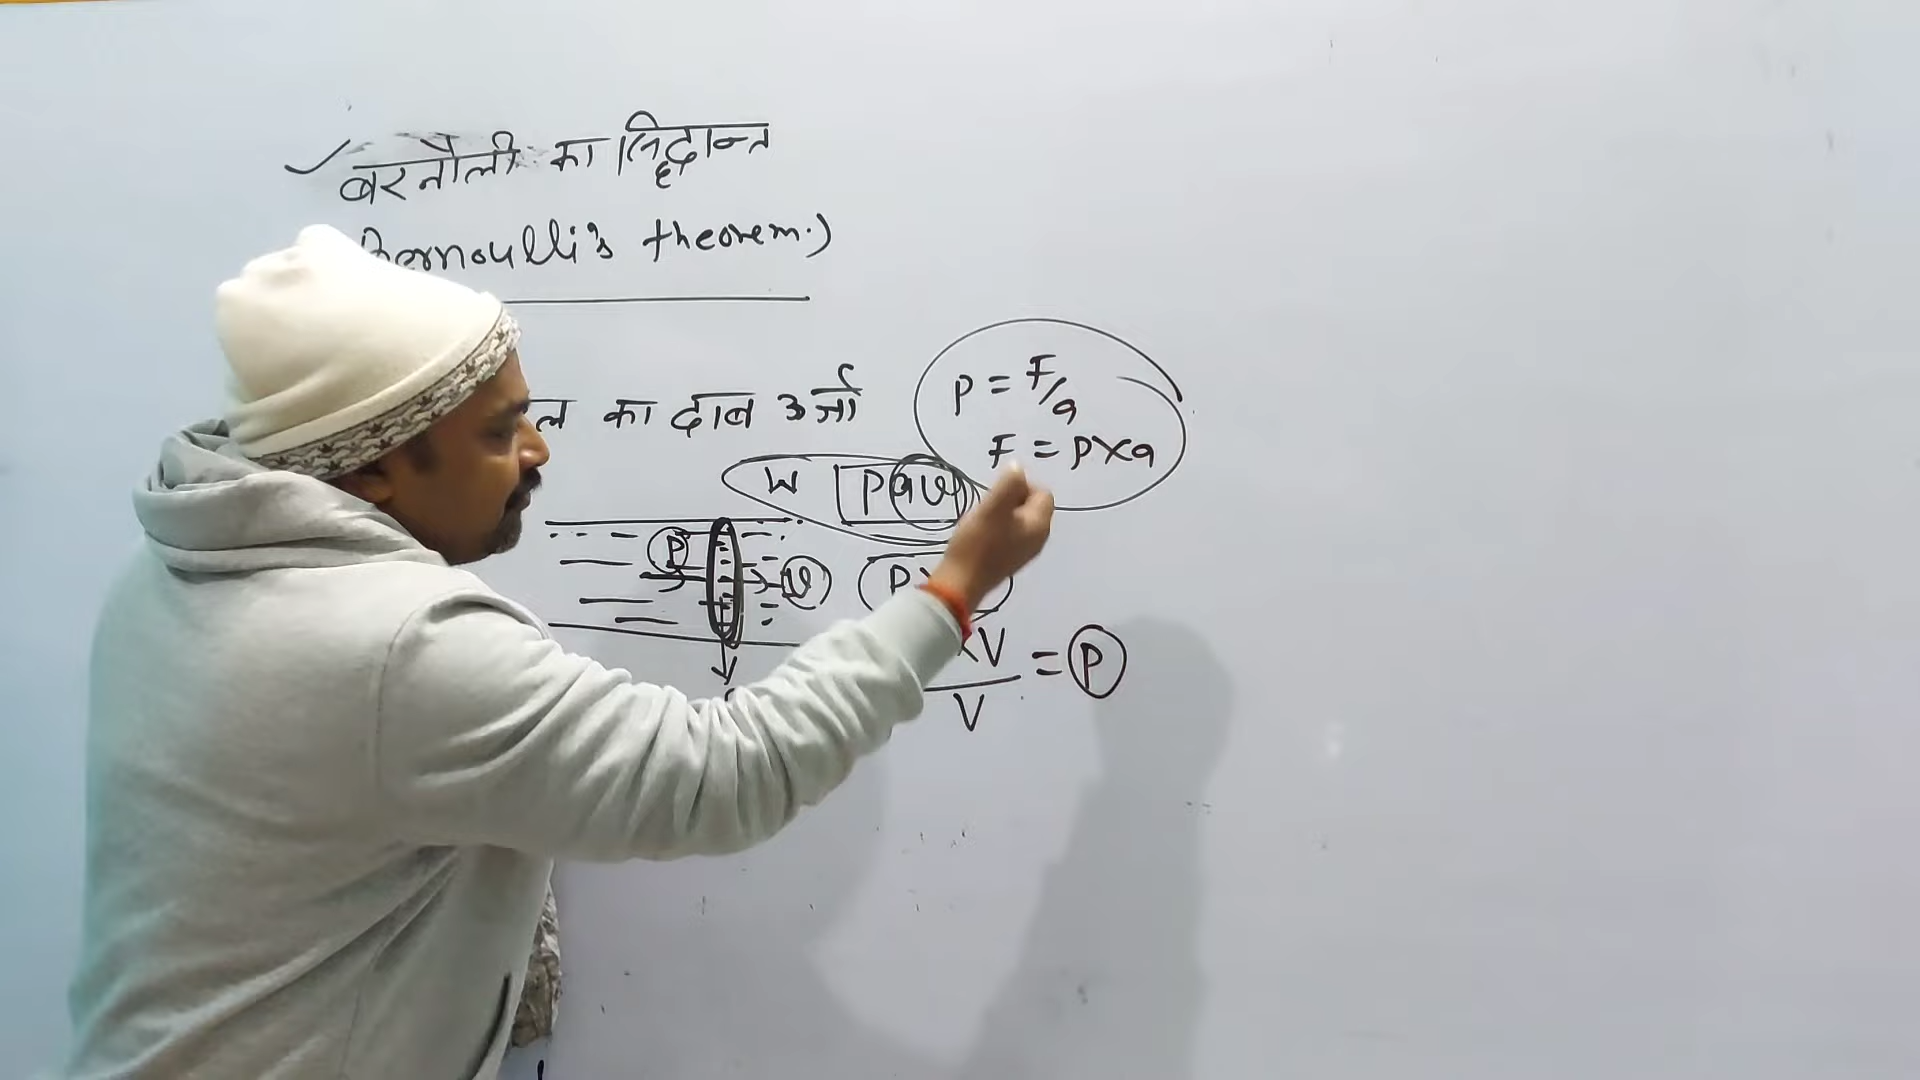 बरनौली का सिद्धान्त
Bernoulli's theorem.)
का दाब ऊर्जा
P = F/a
F = P×a
W Pav
P v
V = P
V